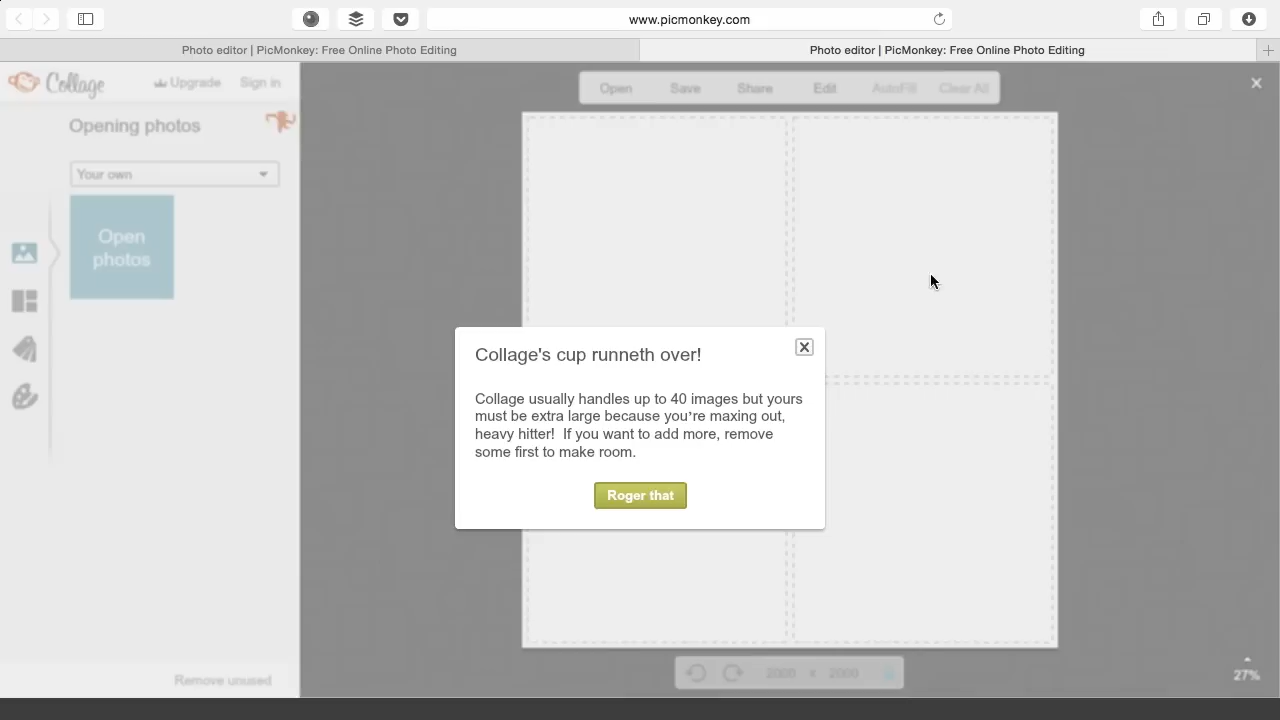 www.picmonkey.com
Photo editor | PicMonkey: Free Online Photo Editing
Photo editor | PicMonkey: Free Online Photo Editing
Collage
Upgrade
Sign in
Open
Save
Share
Edit
AutoFill
Clear All
Opening photos
Your own
Open
photos
Collage's cup runneth over!
Collage usually handles up to 40 images but yours
must be extra large because you're maxing out,
heavy hitter!  If you want to add more, remove
some first to make room.
Roger that
Remove unused
2000 x 2000
27%